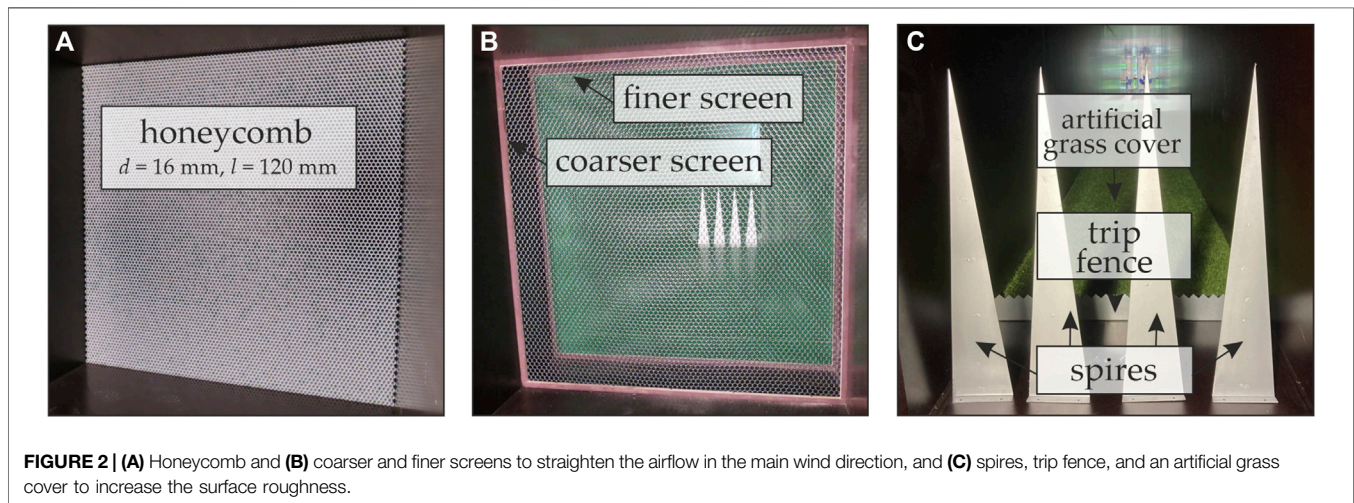 A
honeycomb
d = 16 mm, l = 120 mm
B
finer screen
coarser screen
C
artificial
grass cover
trip
fence
spires
FIGURE 2 | (A) Honeycomb and (B) coarser and finer screens to straighten the airflow in the main wind direction, and (C) spires, trip fence, and an artificial grass
cover to increase the surface roughness.